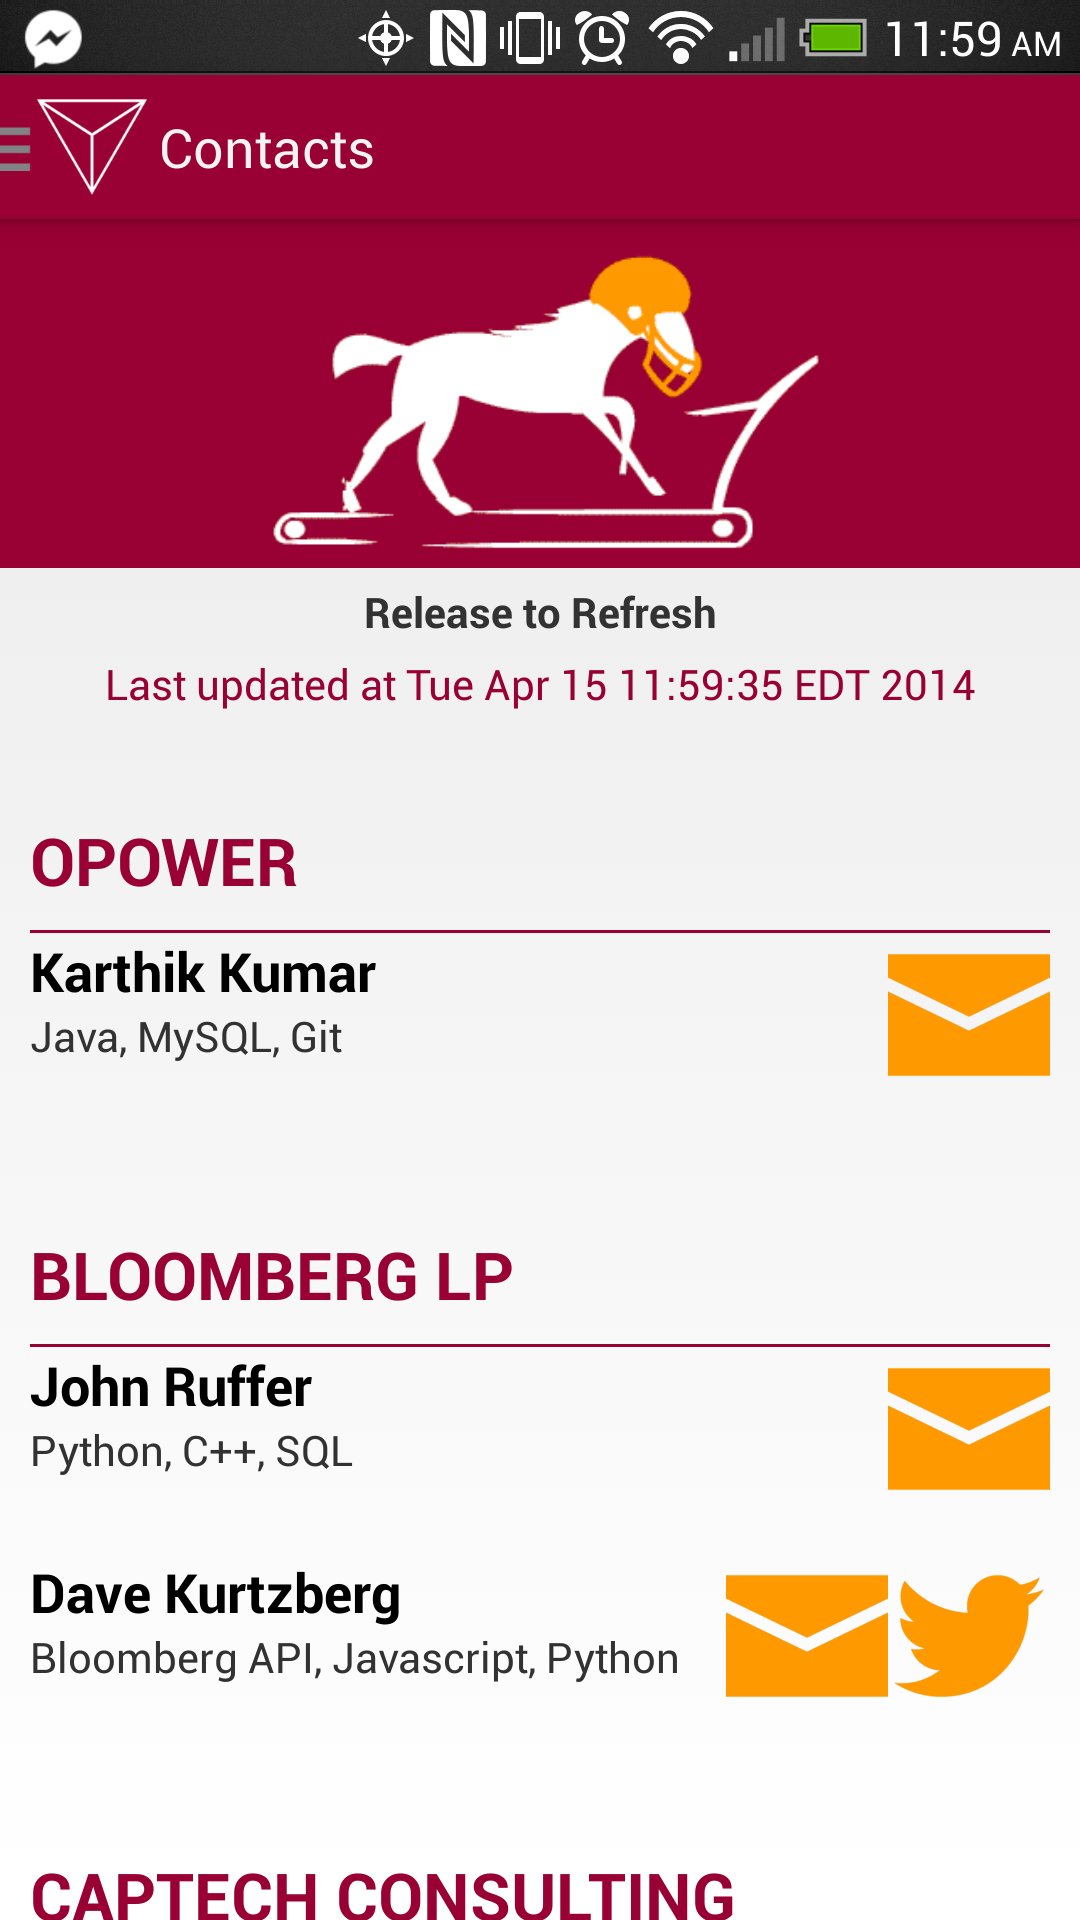 11:59 AM
Contacts
Release to Refresh
Last updated at Tue Apr 15 11:59:35 EDT 2014
OPOWER
Karthik Kumar
Java, MySQL, Git
BLOOMBERG LP
John Ruffer
Python, C++, SQL
Dave Kurtzberg
Bloomberg API, Javascript, Python
CAPTECH CONSULTING